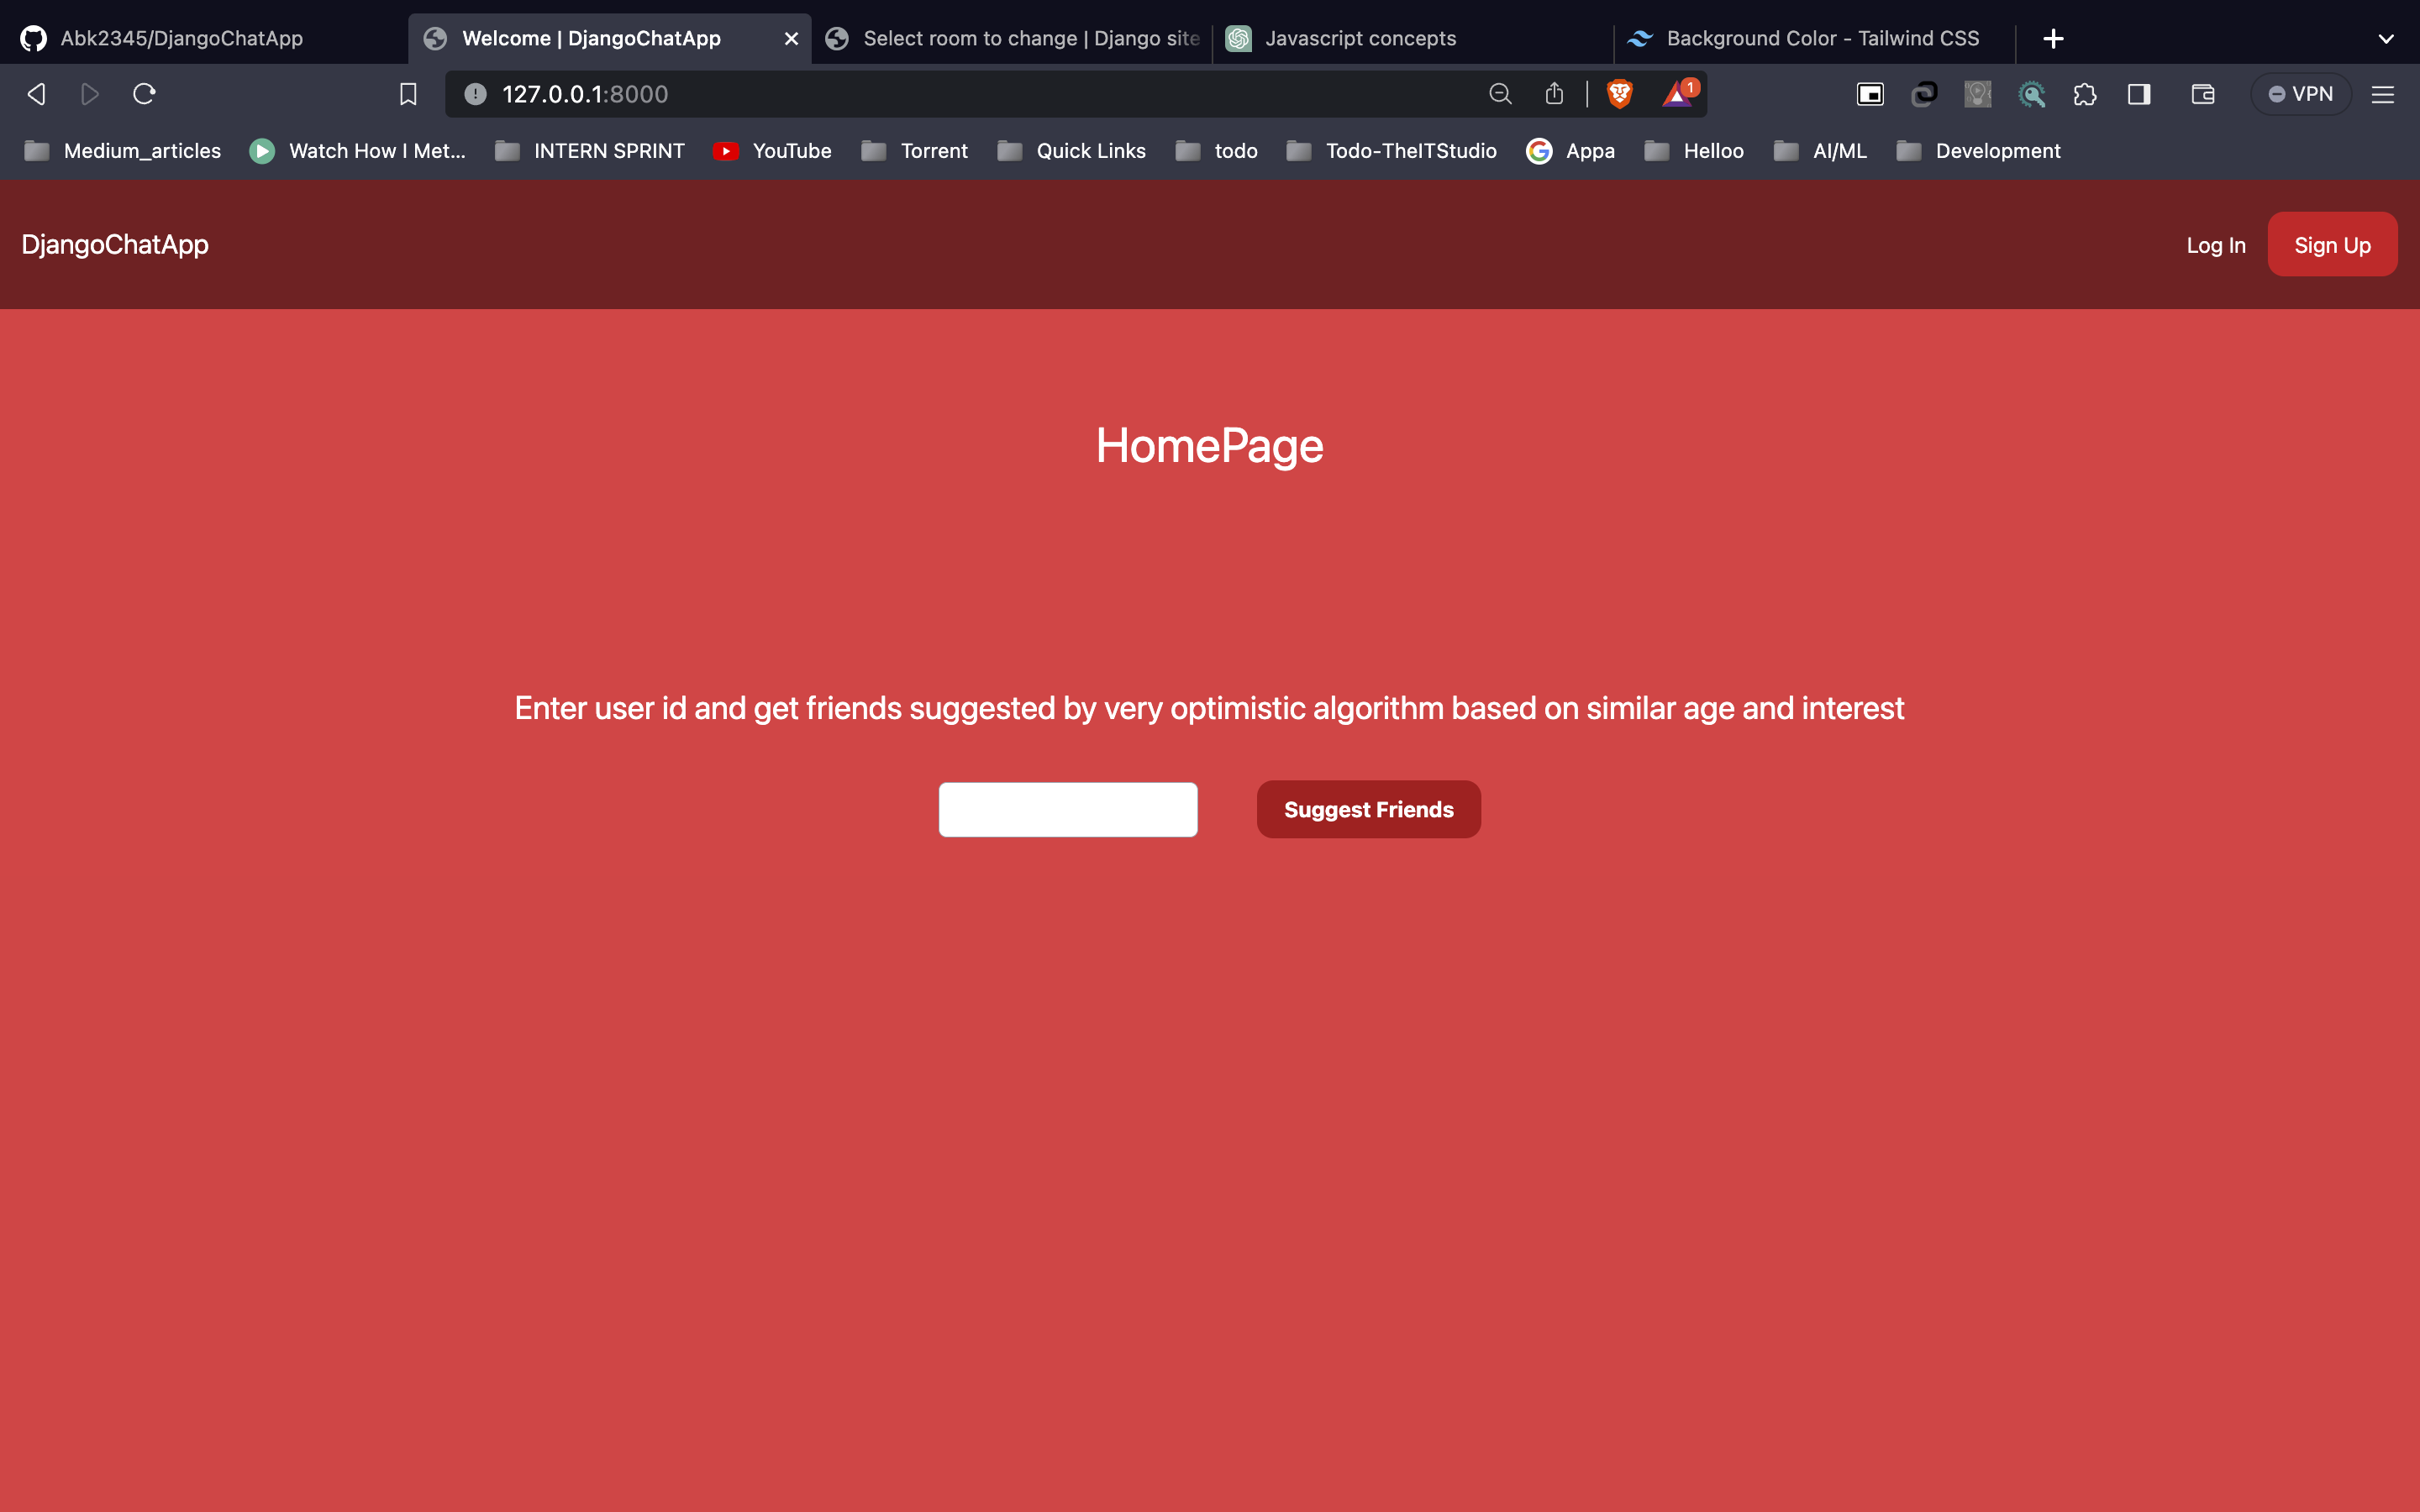 Abk2345/DjangoChatApp
Welcome | DjangoChatApp
Select room to change | Django site
Javascript concepts
Background Color - Tailwind CSS
127.0.0.1:8000
1
VPN
Medium_articles
Watch How I Met...
INTERN SPRINT
YouTube
Torrent
Quick Links
todo
Todo-TheITStudio
Appa
Helloo
AI/ML
Development
DjangoChatApp
Log In
Sign Up
HomePage
Enter user id and get friends suggested by very optimistic algorithm based on similar age and interest
Suggest Friends